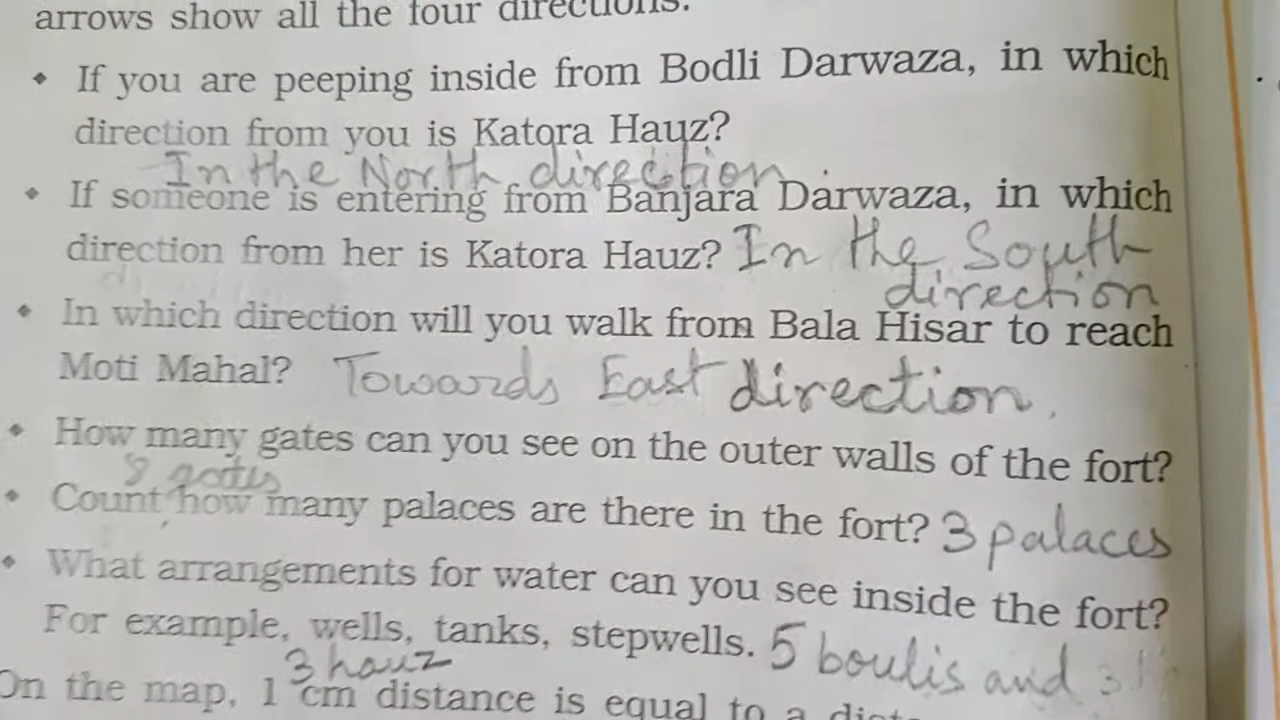 arrows show all the four directions.
• If you are peeping inside from Bodli Darwaza, in which
direction from you is Katora Hauz?
In the North direction
• If someone is entering from Banjara Darwaza, in which
direction from her is Katora Hauz? In the South
direction
• In which direction will you walk from Bala Hisar to reach
Moti Mahal? Towards East direction.
• How many gates can you see on the outer walls of the fort?
8 gates
• Count how many palaces are there in the fort? 3 palaces
• What arrangements for water can you see inside the fort?
For example, wells, tanks, stepwells. 5 boulis and 3
3 hauz
On the map, 1 cm distance is equal to a